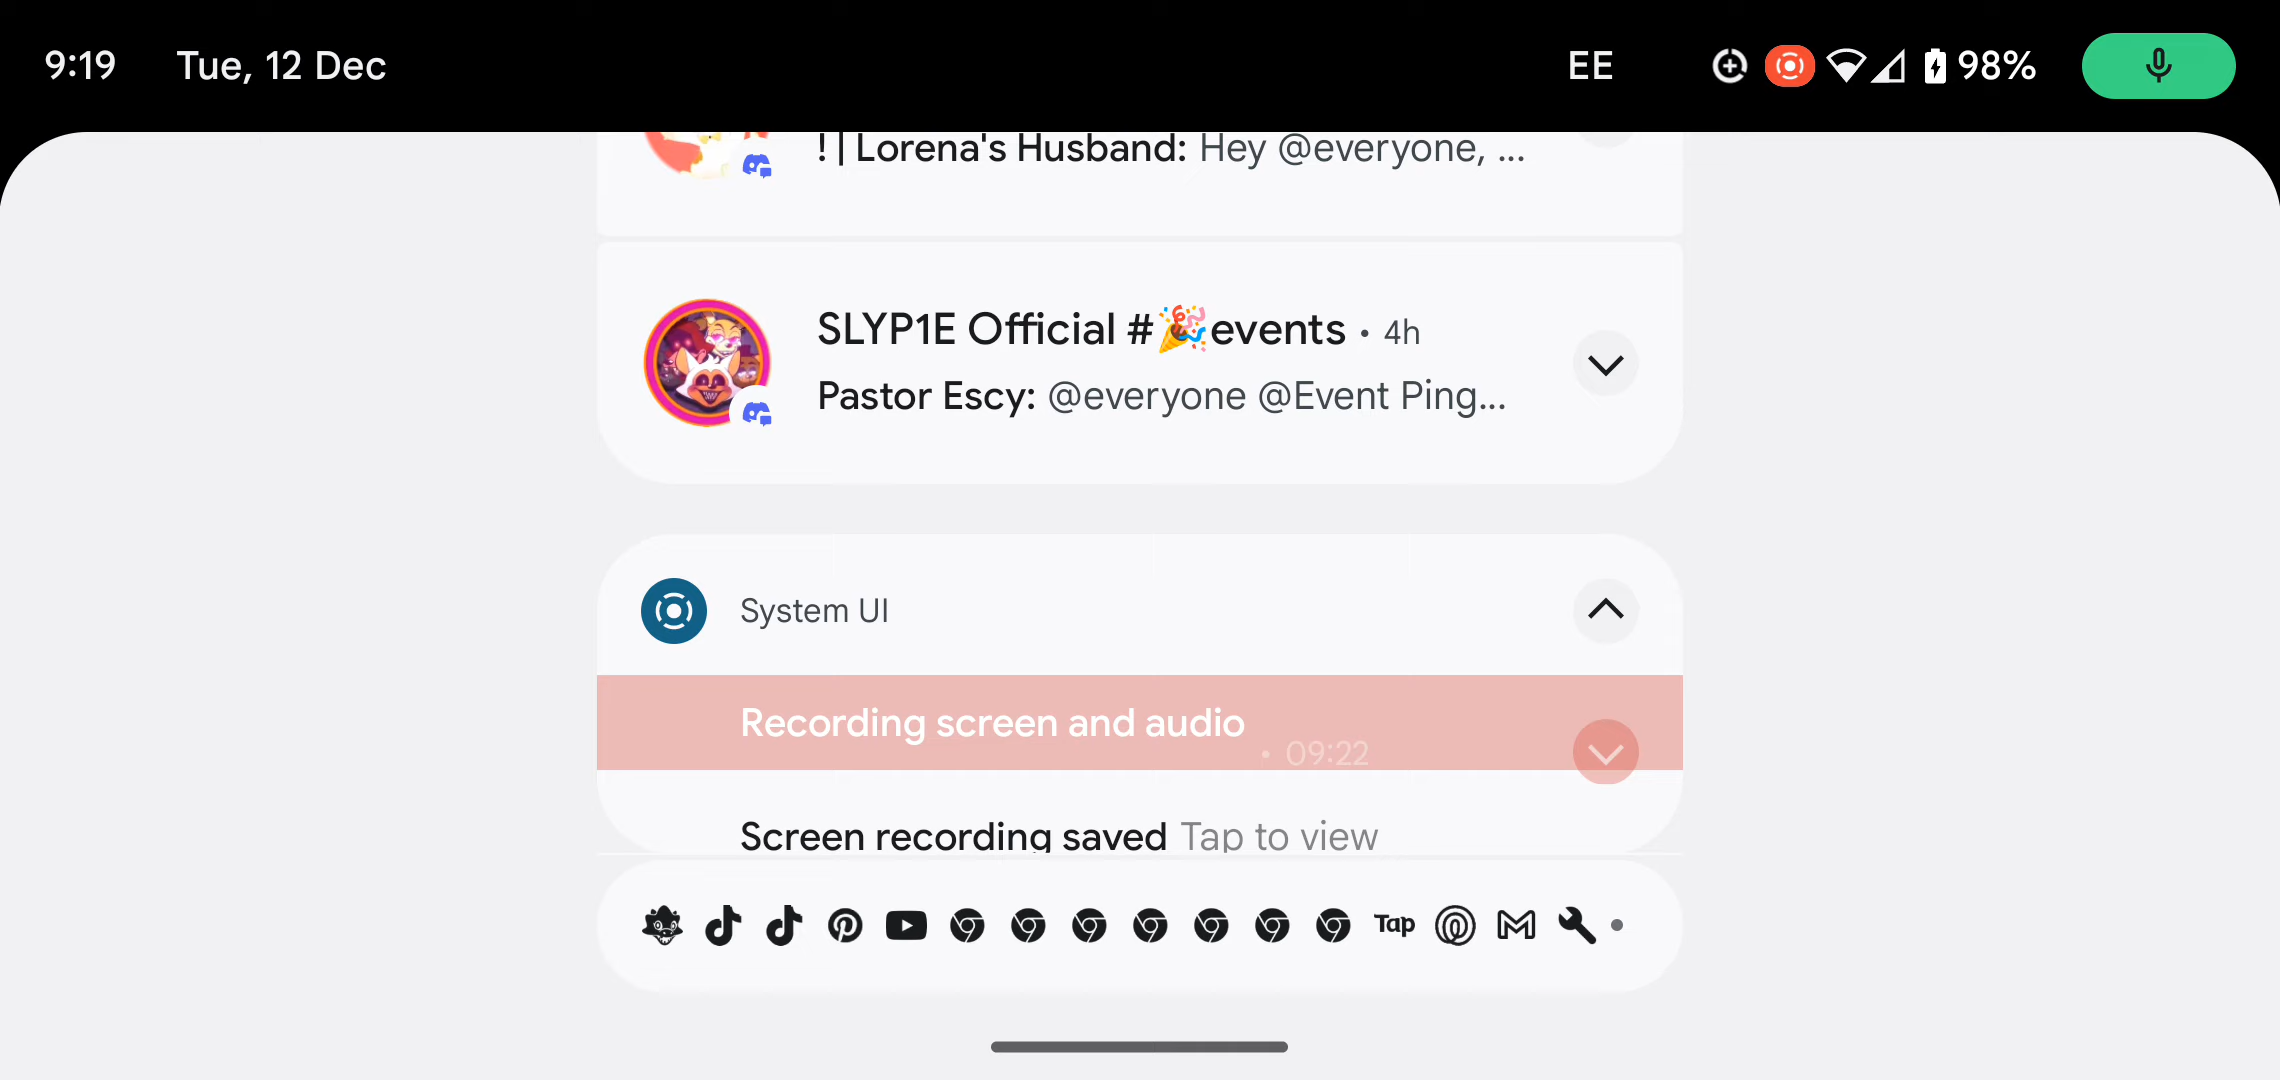 9:19 Tue, 12 Dec EE 98%
! | Lorena's Husband: Hey @everyone, ...
SLYP1E Official #🎉events • 4h
Pastor Escy: @everyone @Event Ping...
System UI
Recording screen and audio
• 09:22
Screen recording saved Tap to view
Tap